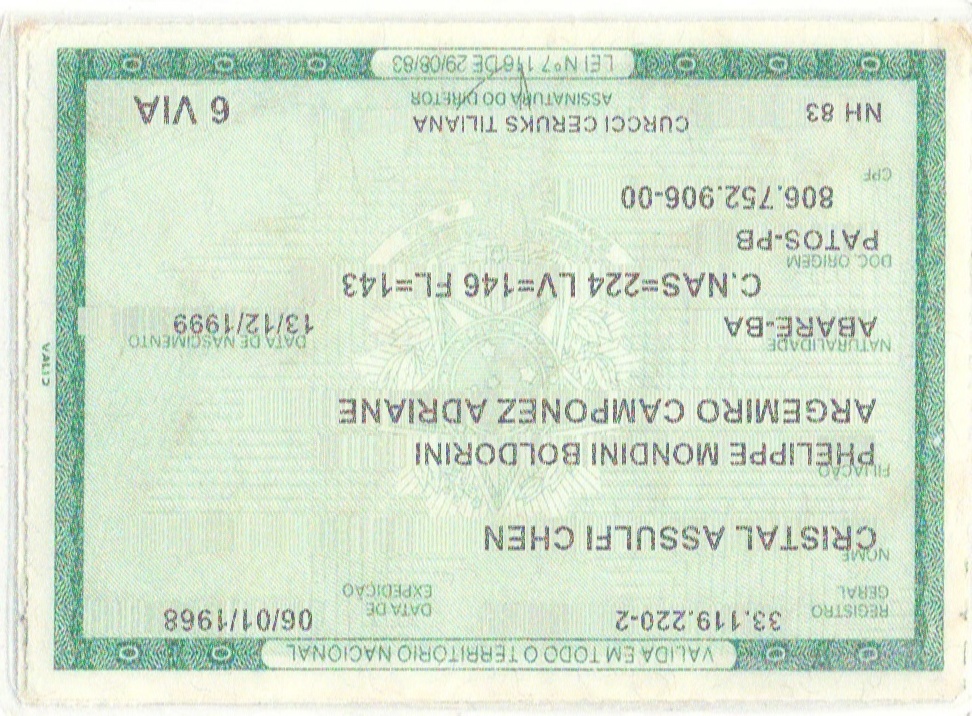 VALIDA EM TODO O TERRITORIO NACIONAL
REGISTRO GERAL 33.119.220-2 DATA DE EXPEDIÇÃO 06/01/1968
NOME
CRISTAL ASSULFI CHEN
FILIAÇÃO
PHELIPPE MONDINI BOLDORINI
ARGEMIRO CAMPONEZ ADRIANE
NATURALIDADE DATA DE NASCIMENTO
ABARE-BA 13/12/1999
C.NAS=224 LV=146 FL=143
DOC. ORIGEM
PATOS-PB
806.752.906-00
CPF
NH 83 CURCCI CERUKS TILIANA 6 VIA
ASSINATURA DO DIRETOR
LEI Nº 7.116 DE 29/08/83